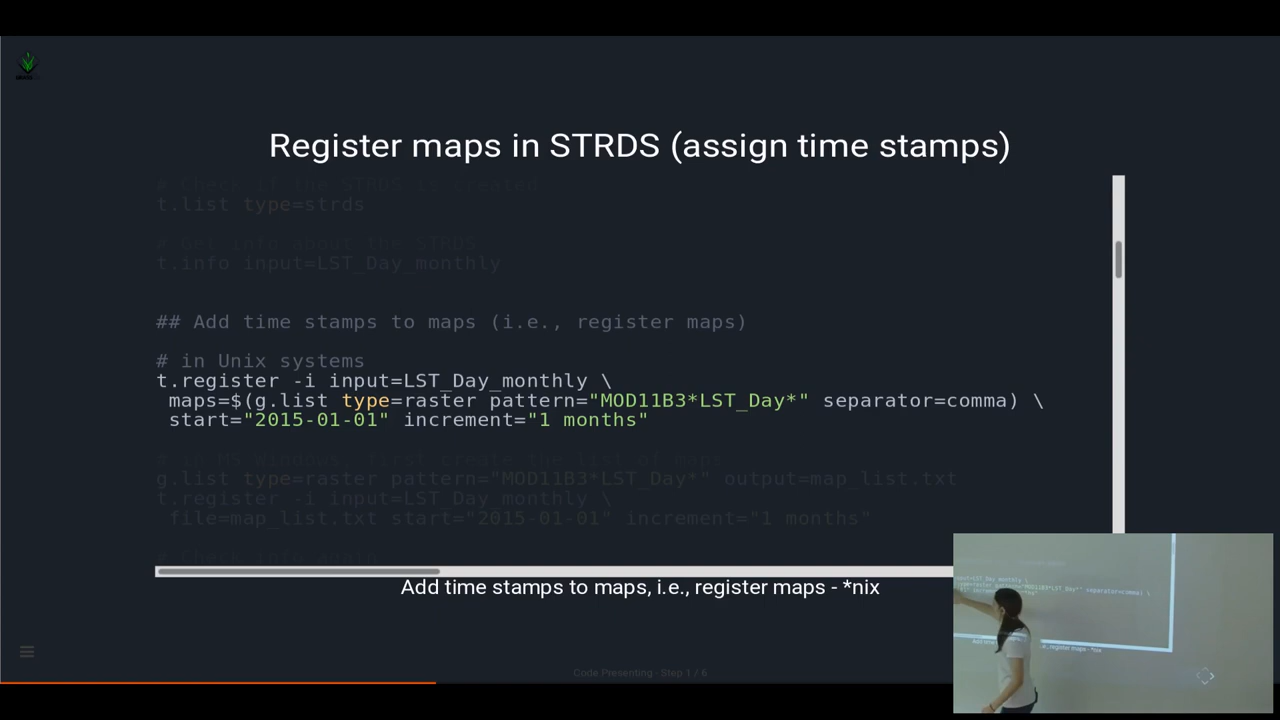 Register maps in STRDS (assign time stamps)
# Check if the STRDS is created
t.list type=strds
# Get info about the STRDS
t.info input=LST_Day_monthly
## Add time stamps to maps (i.e., register maps)
# in Unix systems
t.register -i input=LST_Day_monthly \
maps=$(g.list type=raster pattern="MOD11B3*LST_Day*" separator=comma) \
start="2015-01-01" increment="1 months"
# in MS Windows, first create the list of maps
g.list type=raster pattern="MOD11B3*LST_Day*" output=map_list.txt
t.register -i input=LST_Day_monthly \
file=map_list.txt start="2015-01-01" increment="1 months"
# Check info again
Add time stamps to maps, i.e., register maps - *nix
Code Presenting - Step 1 / 6